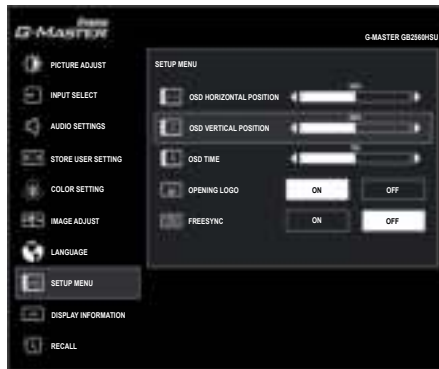 G-MASTER
G-MASTER GB2560HSU
PICTURE ADJUST
INPUT SELECT
AUDIO SETTINGS
STORE USER SETTING
COLOR SETTING
IMAGE ADJUST
LANGUAGE
SETUP MENU
DISPLAY INFORMATION
RECALL
SETUP MENU
OSD HORIZONTAL POSITION
OSD VERTICAL POSITION
OSD TIME
OPENING LOGO ON OFF
FREESYNC ON OFF